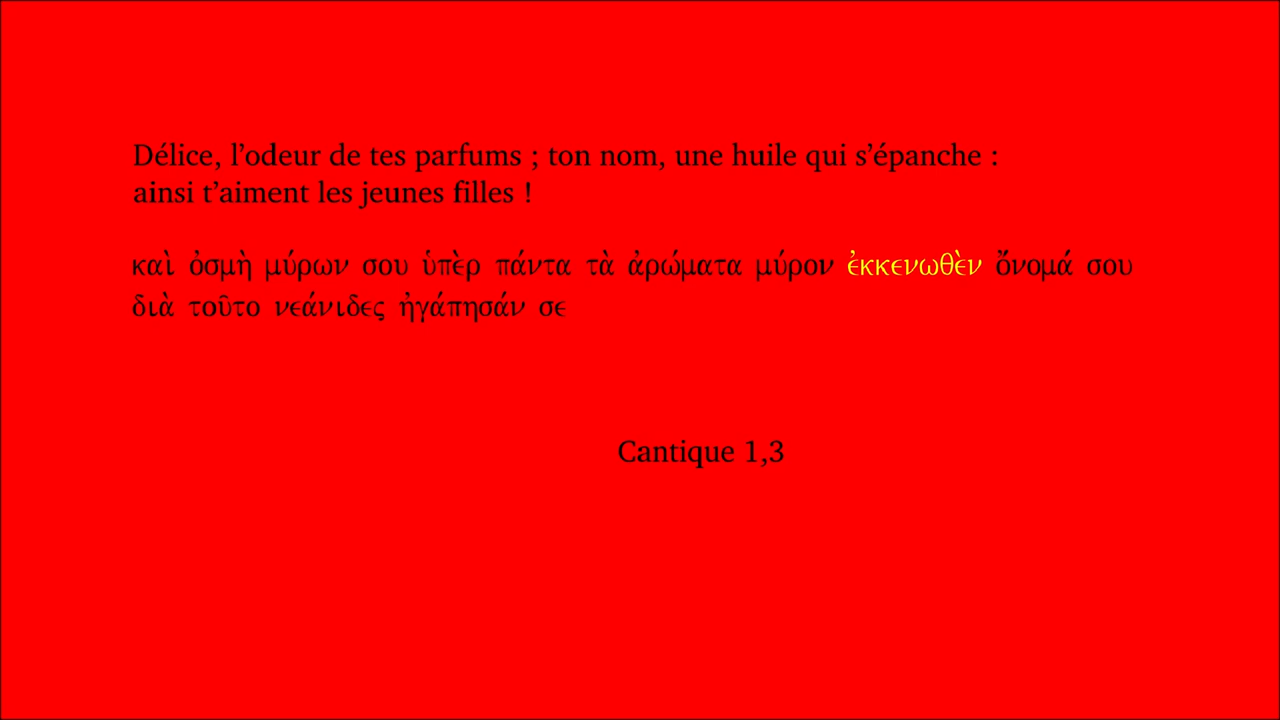 Délice, l’odeur de tes parfums ; ton nom, une huile qui s’épanche :
ainsi t’aiment les jeunes filles !
καὶ ὀσμὴ μύρων σου ὑπὲρ πάντα τὰ ἀρώματα μύρον ἐκκενωθὲν ὄνομά σου
διὰ τοῦτο νεάνιδες ἠγάπησάν σε
Cantique 1,3